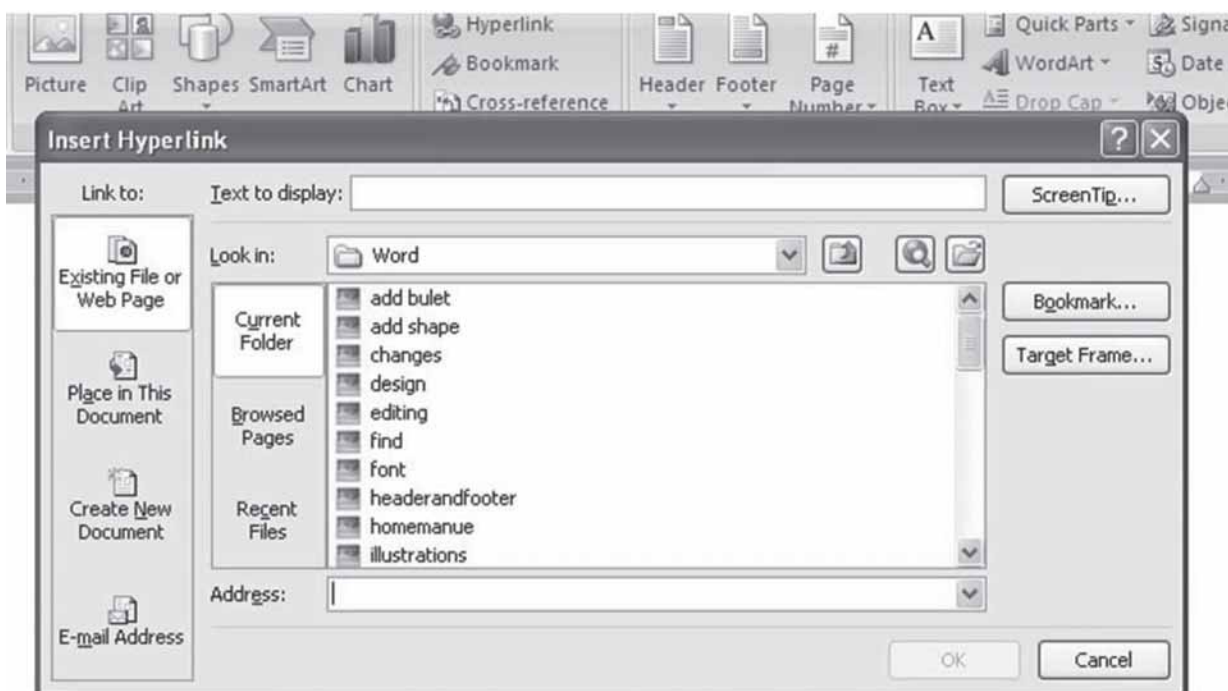 Hyperlink
Quick Parts
Signa
Bookmark
WordArt
Date
Picture
Clip
Art
Shapes
SmartArt
Chart
Cross-reference
Header
Footer
Page
Number
#
A
Text
Box
Drop Cap
Objec
Insert Hyperlink
?
Link to:
Text to display:
ScreenTip...
Existing File or
Web Page
Look in:
Word
Current
Folder
add bulet
add shape
changes
design
editing
find
font
headerandfooter
homemanue
illustrations
Bookmark...
Target Frame...
Place in This
Document
Browsed
Pages
Create New
Document
Recent
Files
E-mail Address
Address:
OK
Cancel